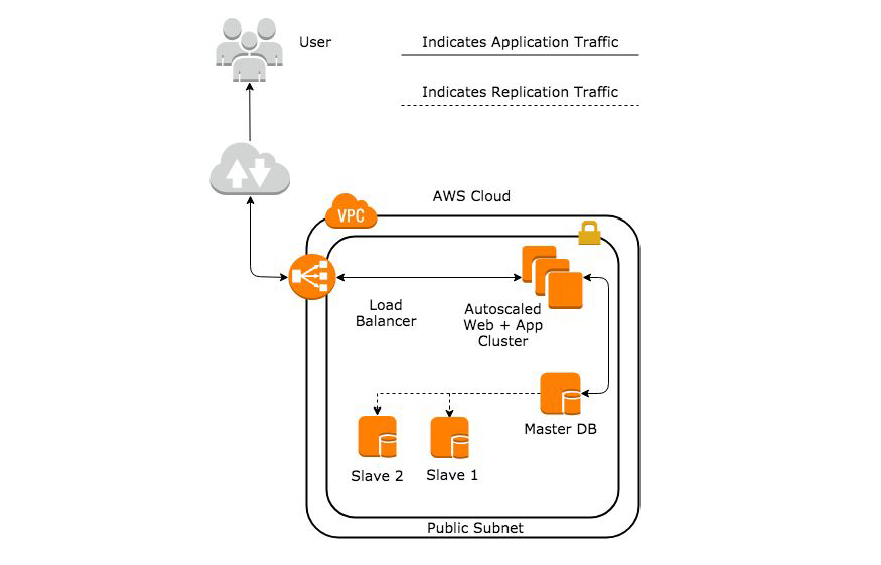 User
Indicates Application Traffic
Indicates Replication Traffic
AWS Cloud
VPC
Load
Balancer
Autoscaled
Web + App
Cluster
Master DB
Slave 2
Slave 1
Public Subnet